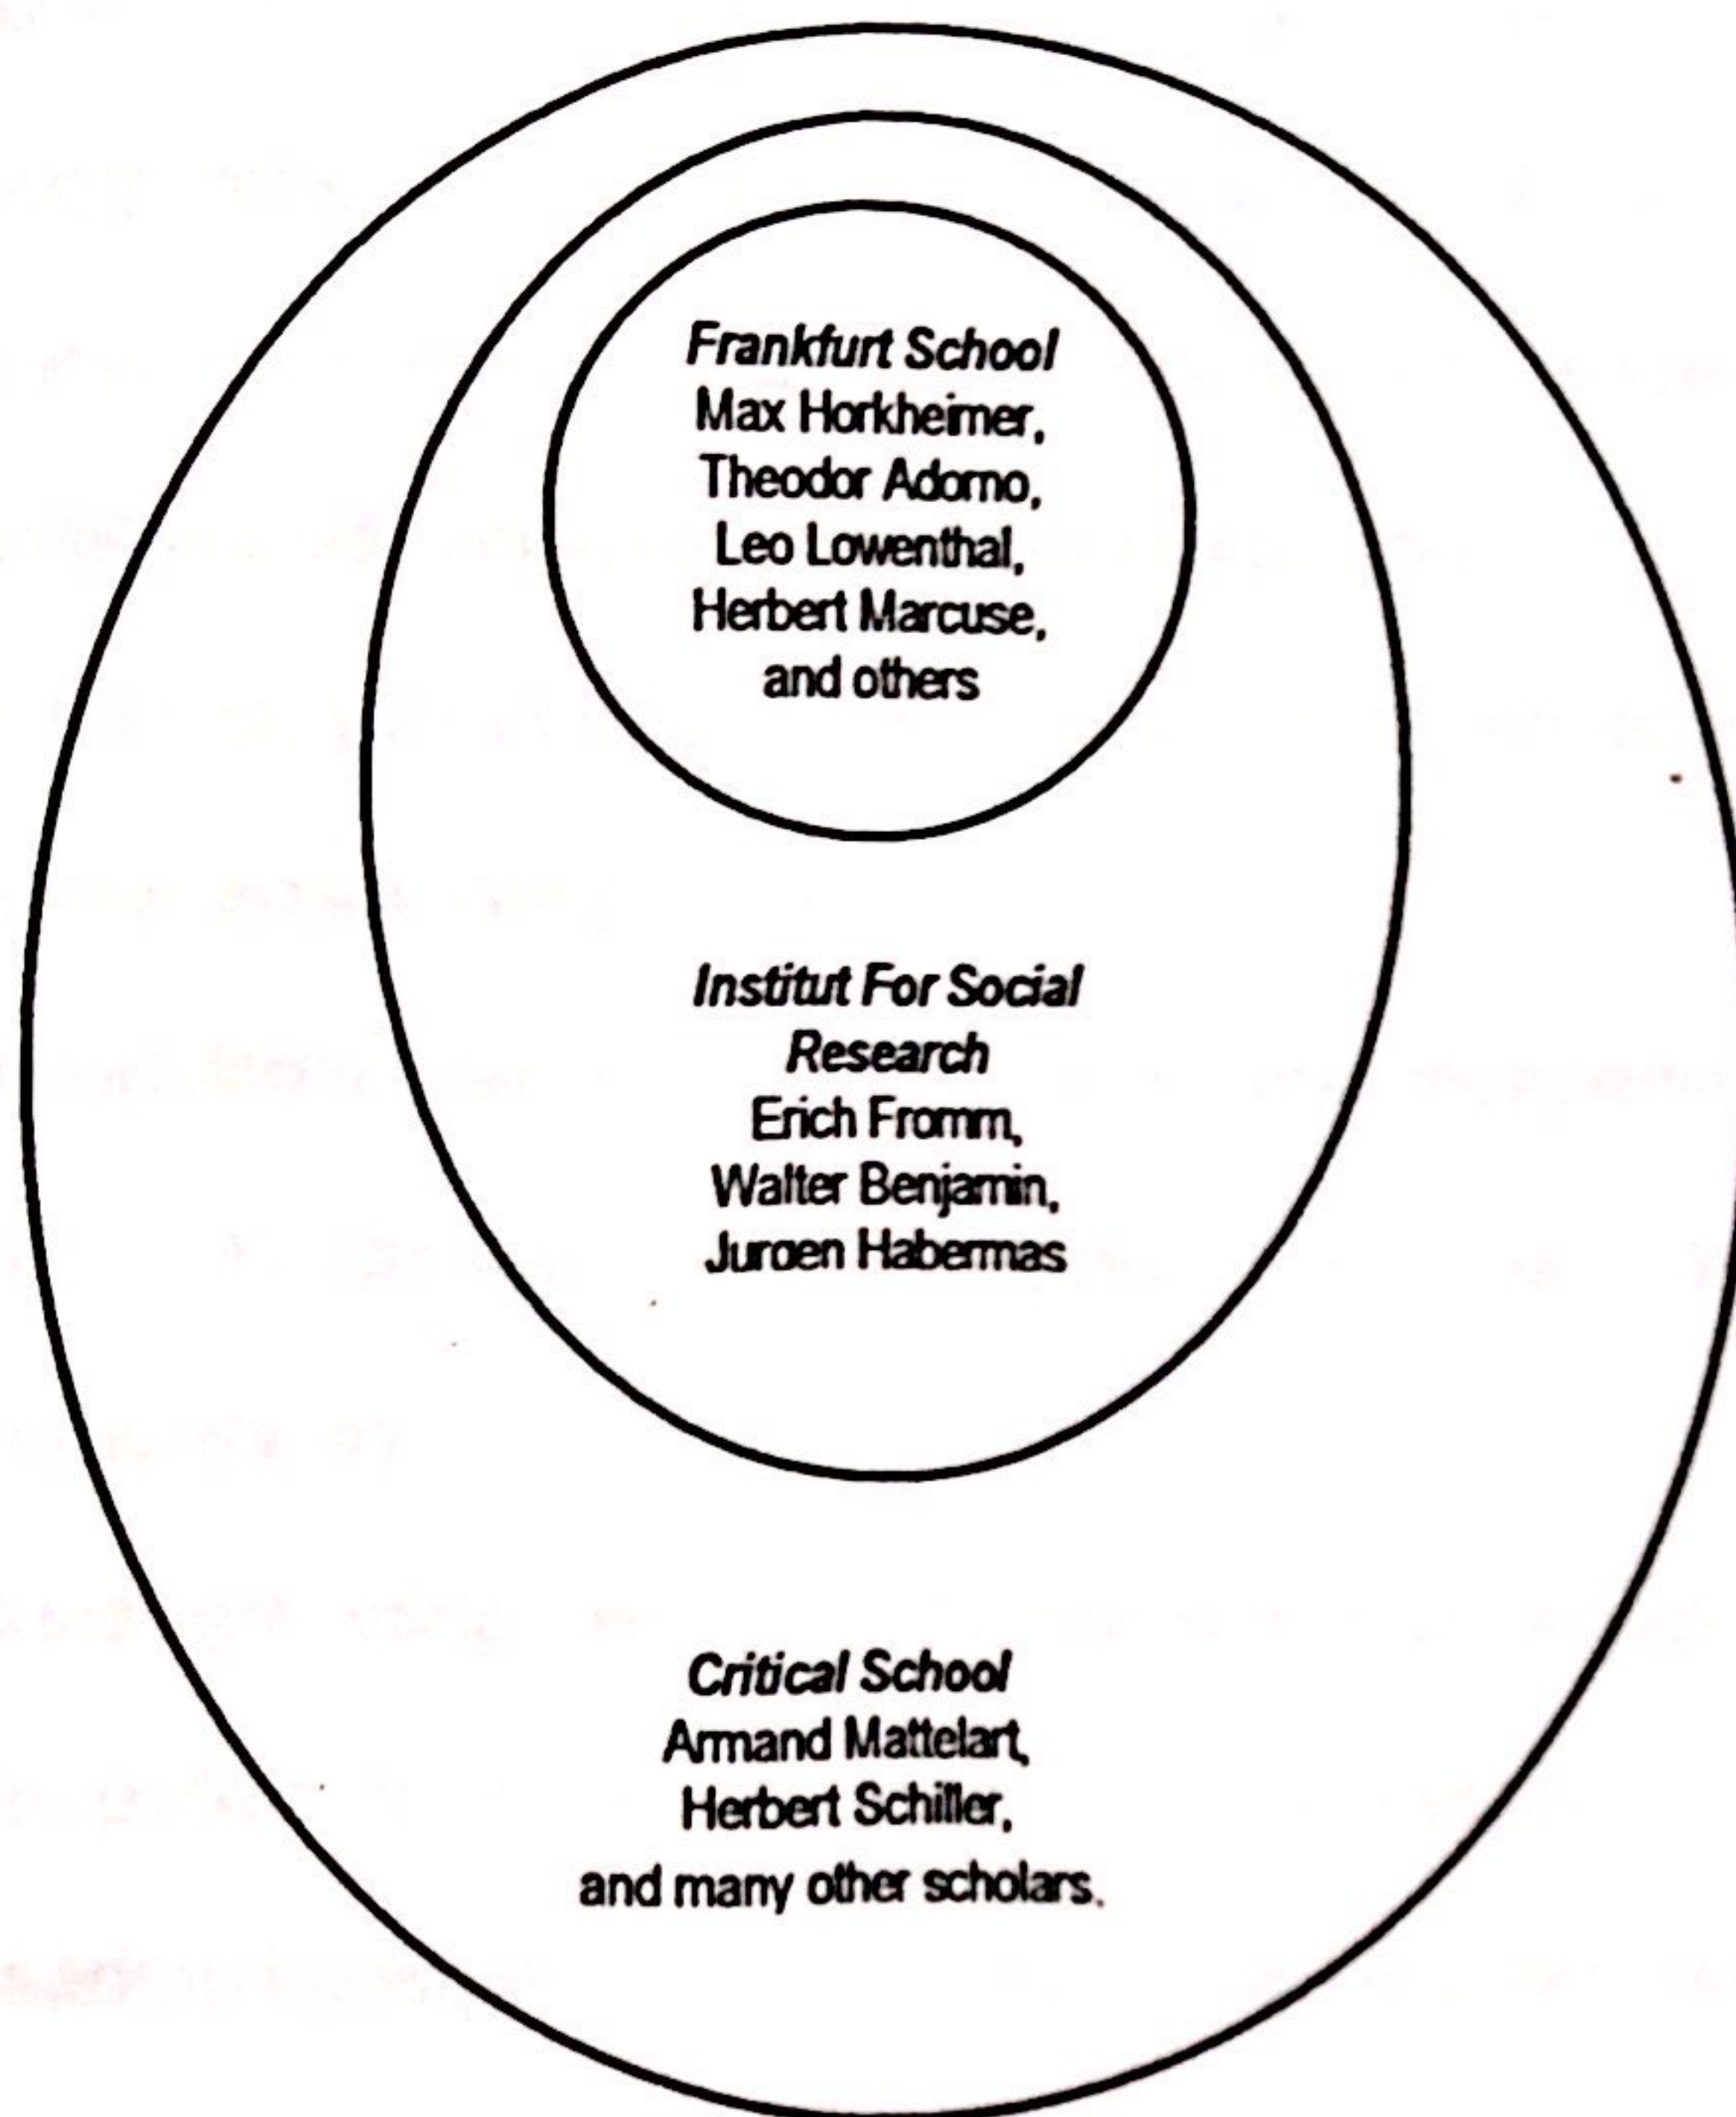 Frankfurt School
Max Horkheimer,
Theodor Adorno,
Leo Lowenthal,
Herbert Marcuse,
and others
Institut For Social
Research
Erich Fromm,
Walter Benjamin,
Jurgen Habermas
Critical School
Armand Mattelart,
Herbert Schiller,
and many other scholars.